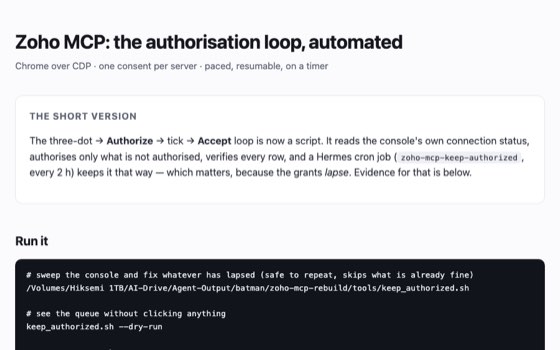 Zoho MCP: the authorisation loop, automated
Chrome over CDP · one consent per server · paced, resumable, on a timer
THE SHORT VERSION
The three-dot → Authorize → tick → Accept loop is now a script. It reads the console's own connection status,
authorises only what is not authorised, verifies every row, and a Hermes cron job ( zoho-mcp-keep-authorized ,
every 2 h) keeps it that way — which matters, because the grants lapse. Evidence for that is below.
Run it
# sweep the console and fix whatever has lapsed (safe to repeat, skips what is already fine)
/Volumes/Hiksemi 1TB/AI-Drive/Agent-Output/batman/zoho-mcp-rebuild/tools/keep_authorized.sh
# see the queue without clicking anything
keep_authorized.sh --dry-run